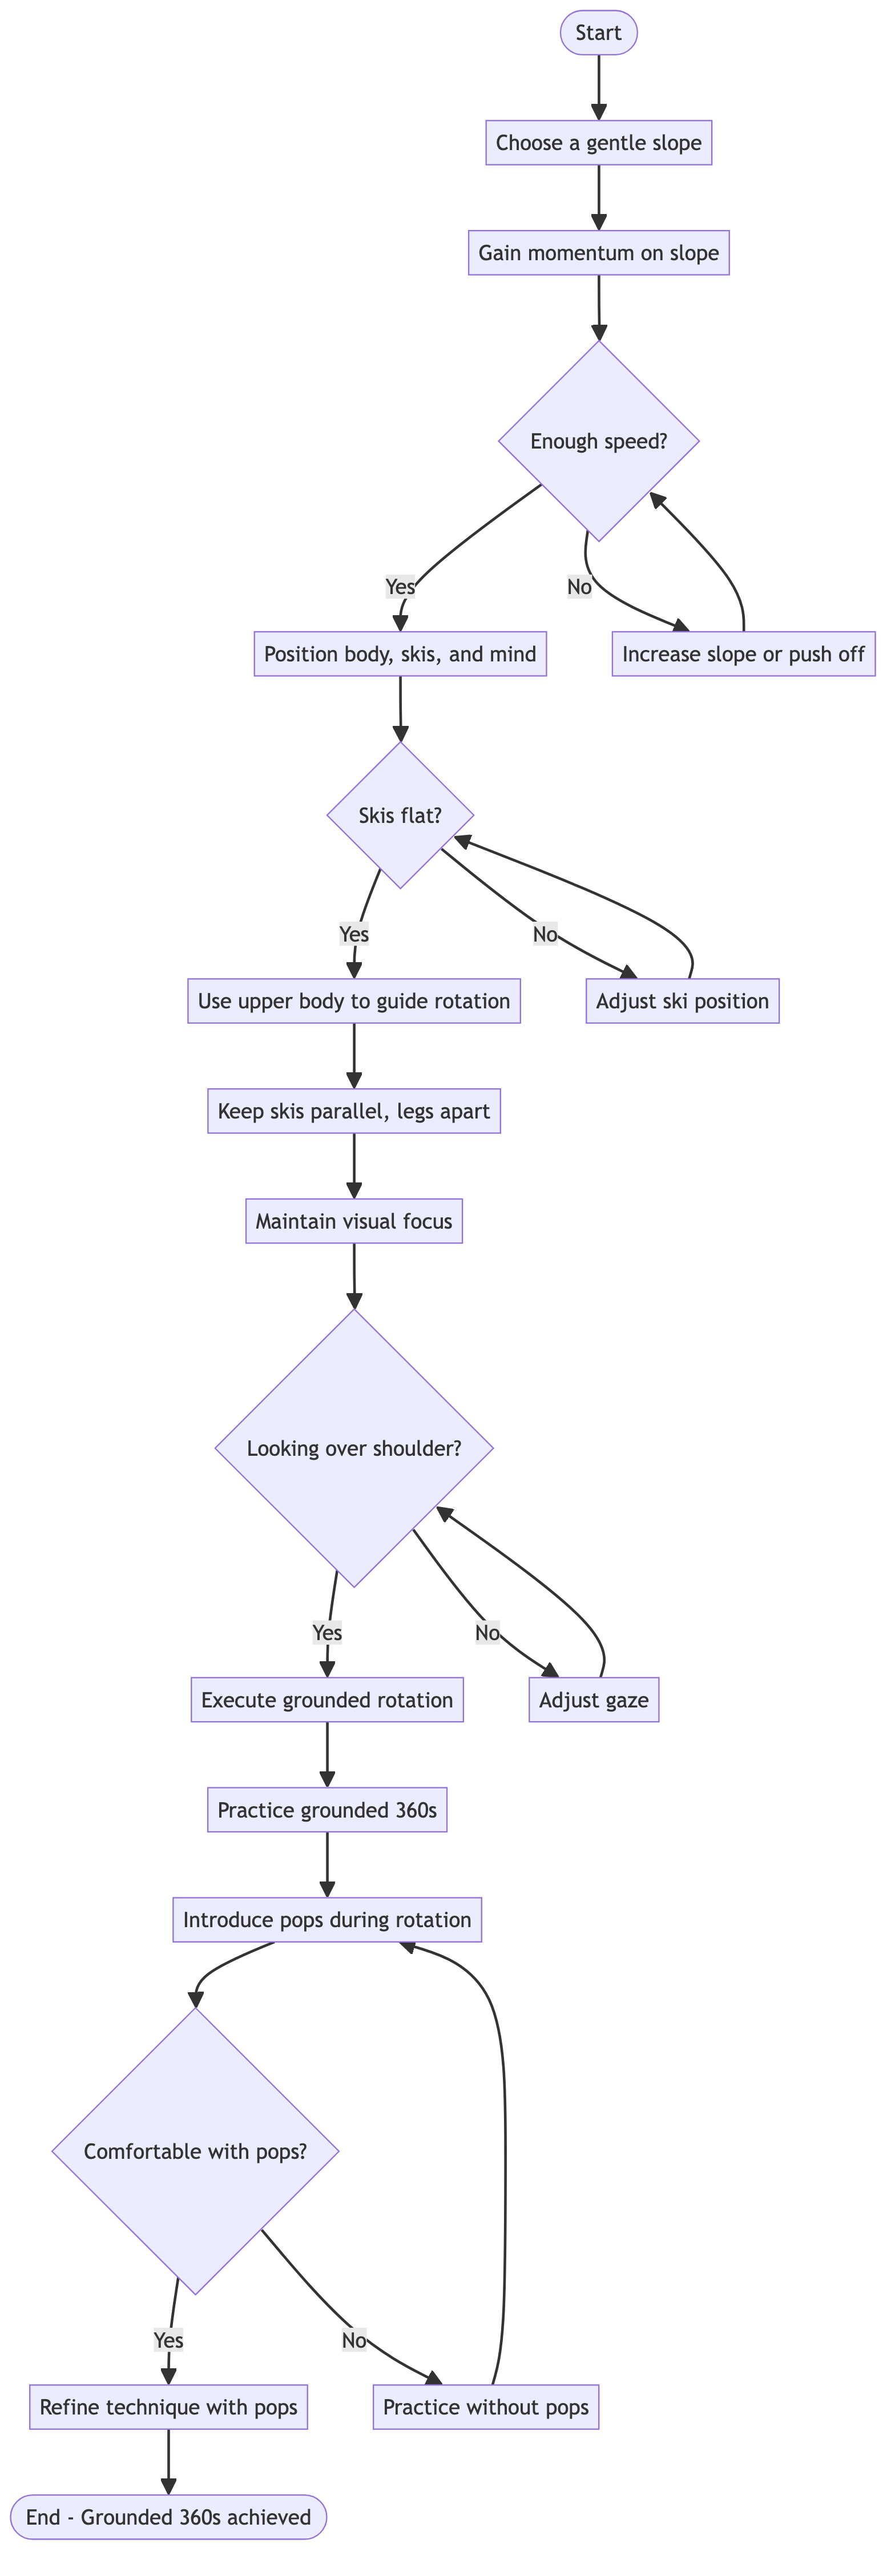 Start
Choose a gentle slope
Gain momentum on slope
Enough speed?
Yes
No
Position body, skis, and mind
Increase slope or push off
Skis flat?
Yes
No
Use upper body to guide rotation
Adjust ski position
Keep skis parallel, legs apart
Maintain visual focus
Looking over shoulder?
Yes
No
Execute grounded rotation
Adjust gaze
Practice grounded 360s
Introduce pops during rotation
Comfortable with pops?
Yes
No
Refine technique with pops
Practice without pops
End - Grounded 360s achieved